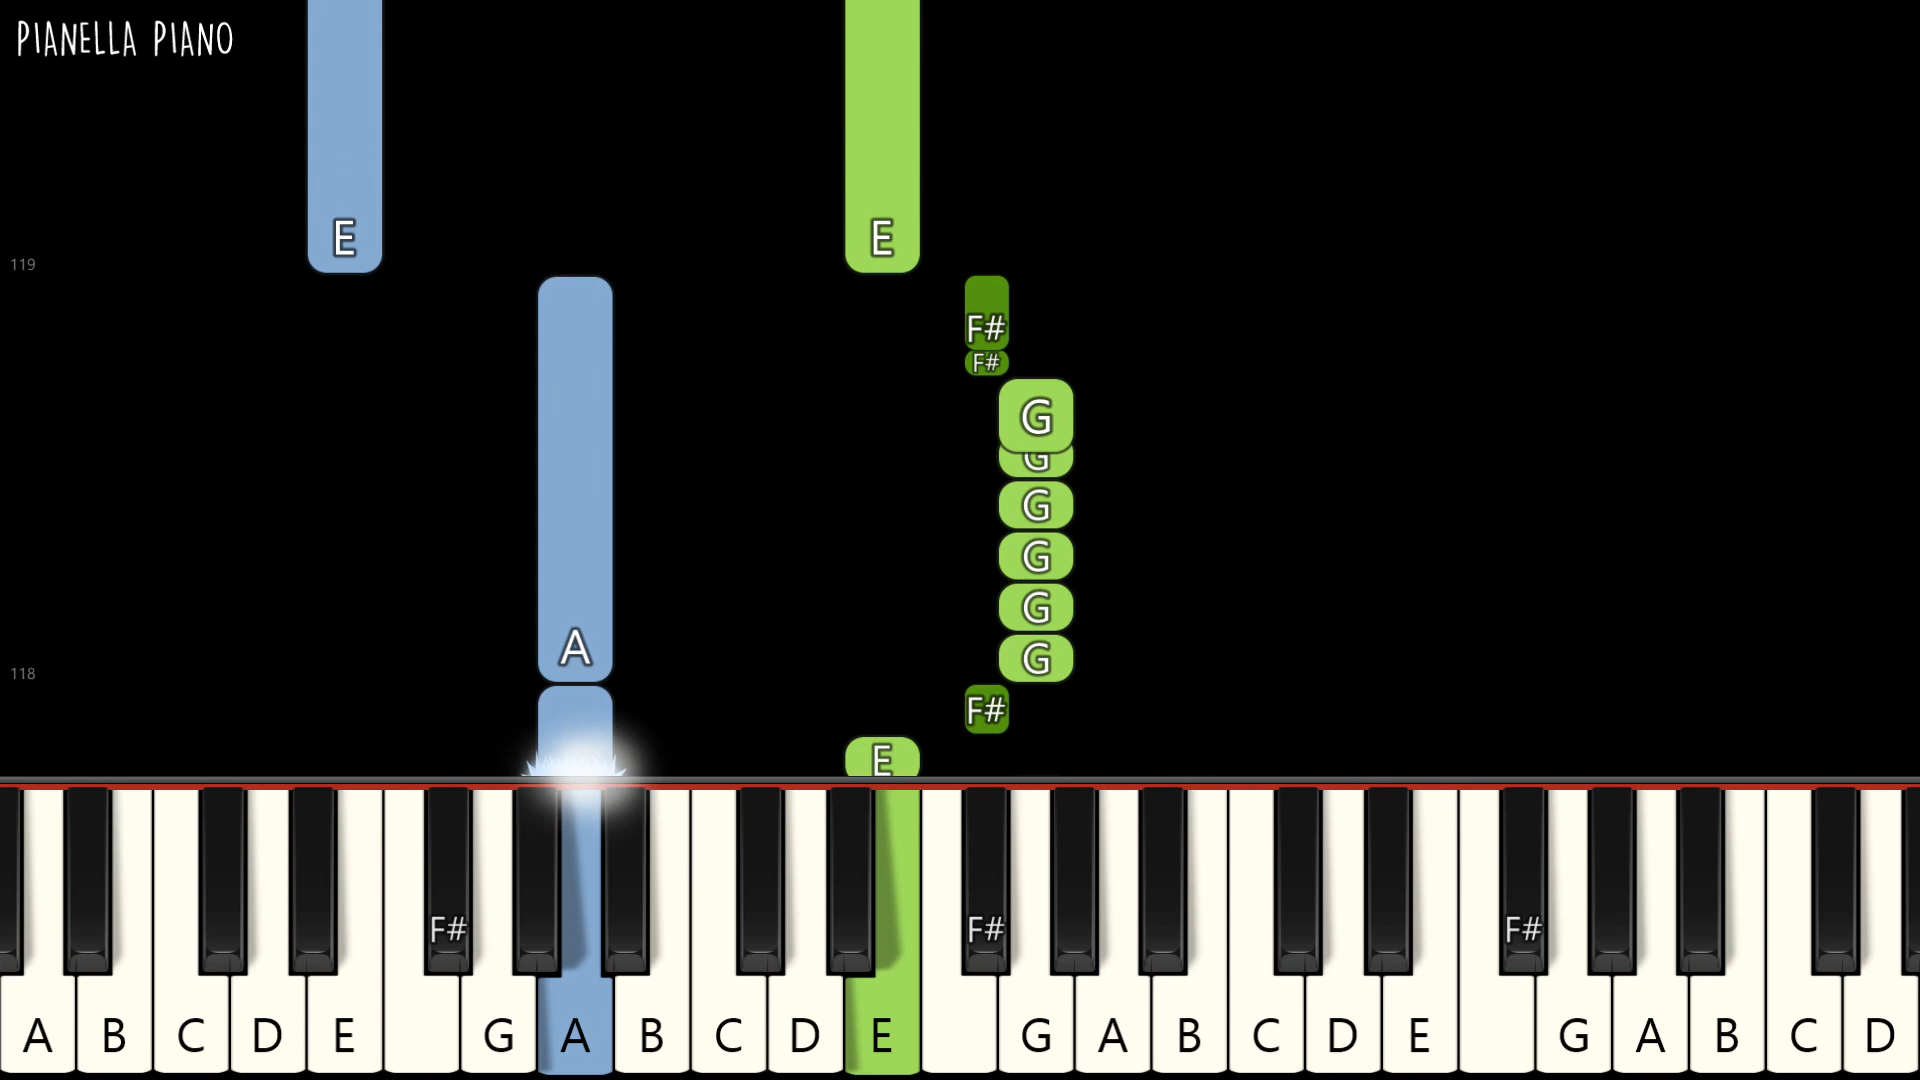 PIANELLA PIANO
E E
119
F#
F#
G
G
G
G
G
A G
118
F#
E
F# F# F#
A B C D E G A B C D E G A B C D E G A B C D